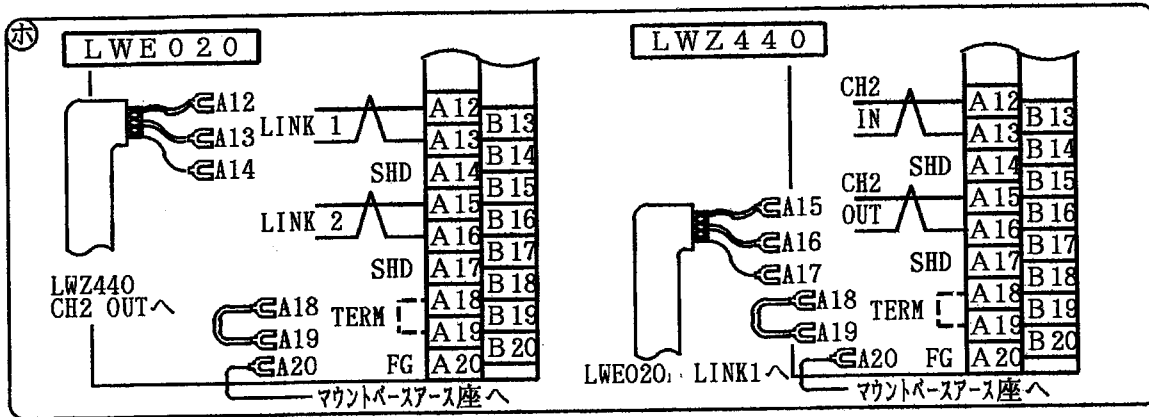 ホ
LWE020
A12
A13
A14
LWZ440
CH2 OUTへ
A18
A19
A20
LINK 1
SHD
LINK 2
SHD
TERM
FG
A12
A13
A14
A15
A16
A17
A18
A19
A20
B13
B14
B15
B16
B17
B18
B19
B20
マウントベースアース座へ
LWZ440
A15
A16
A17
LWE020 LINK1へ
A18
A19
A20
CH2
IN
SHD
CH2
OUT
SHD
TERM
FG
A12
A13
A14
A15
A16
A17
A18
A19
A20
B13
B14
B15
B16
B17
B18
B19
B20
マウントベースアース座へ